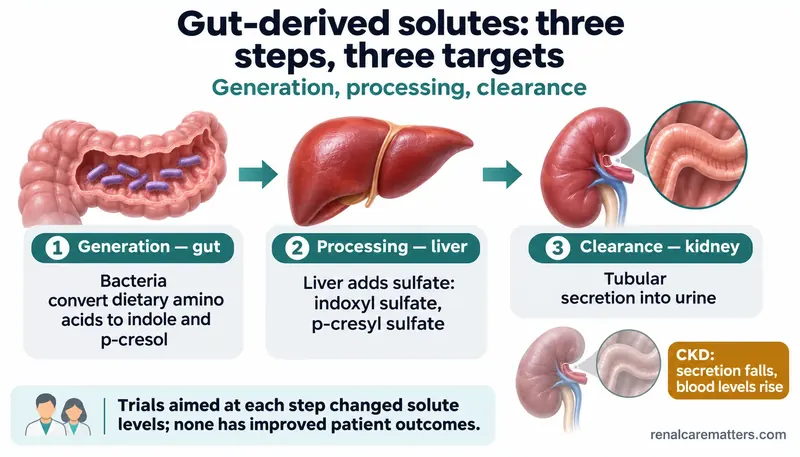 Gut-derived solutes: three
steps, three targets
Generation, processing, clearance
1 Generation — gut
Bacteria
convert dietary amino
acids to indole and
p-cresol
2 Processing — liver
Liver adds sulfate:
indoxyl sulfate,
p-cresyl sulfate
3 Clearance — kidney
Tubular
secretion into urine
CKD:
secretion falls,
blood levels rise
Trials aimed at each step changed solute
levels; none has improved patient outcomes.
renalcarematters.com